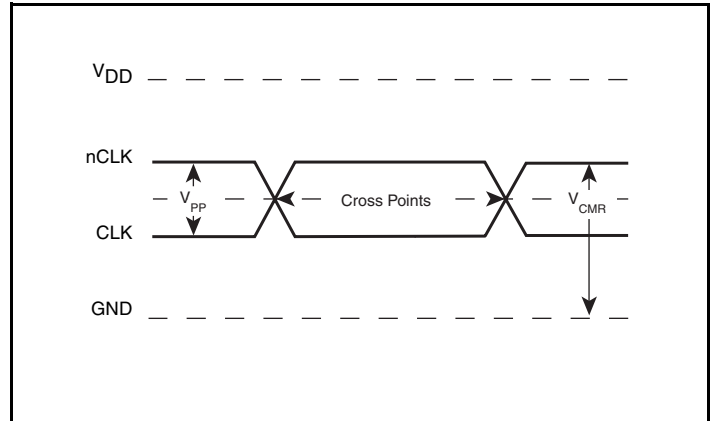 VDD
nCLK
VPP
Cross Points
VCMR
CLK
GND